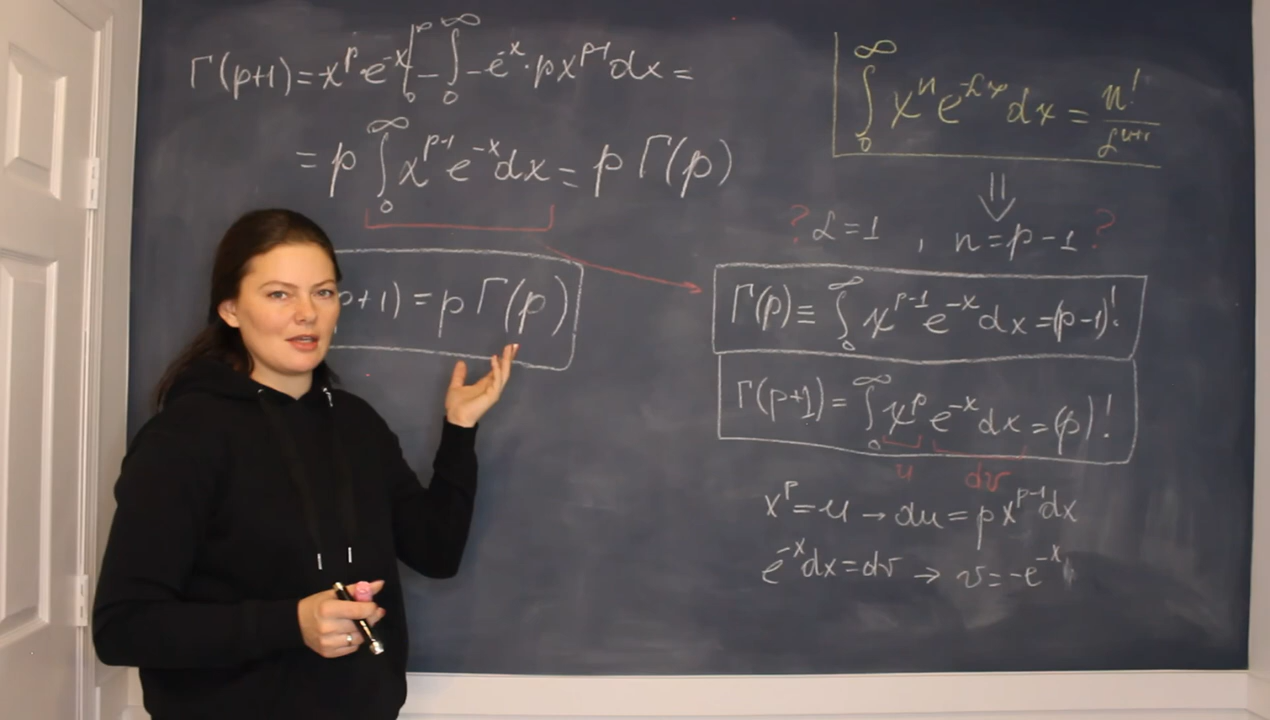 Γ(p+1) = x^p·e^-x |_0^∞ - ∫_0^∞ -e^-x·px^p-1 dx =
= p ∫_0^∞ x^p-1 e^-x dx = p Γ(p)
p+1) = p Γ(p)
∫_0^∞ x^n e^-αx dx = n!/α^n+1
⇓
? α=1 , n=p-1 ?
Γ(p) ≡ ∫_0^∞ x^p-1 e^-x dx = (p-1)!
Γ(p+1) = ∫_0^∞ x^p e^-x dx = (p)!
u dv
x^p = u → du = p x^p-1 dx
e^-x dx = dv → v = -e^-x